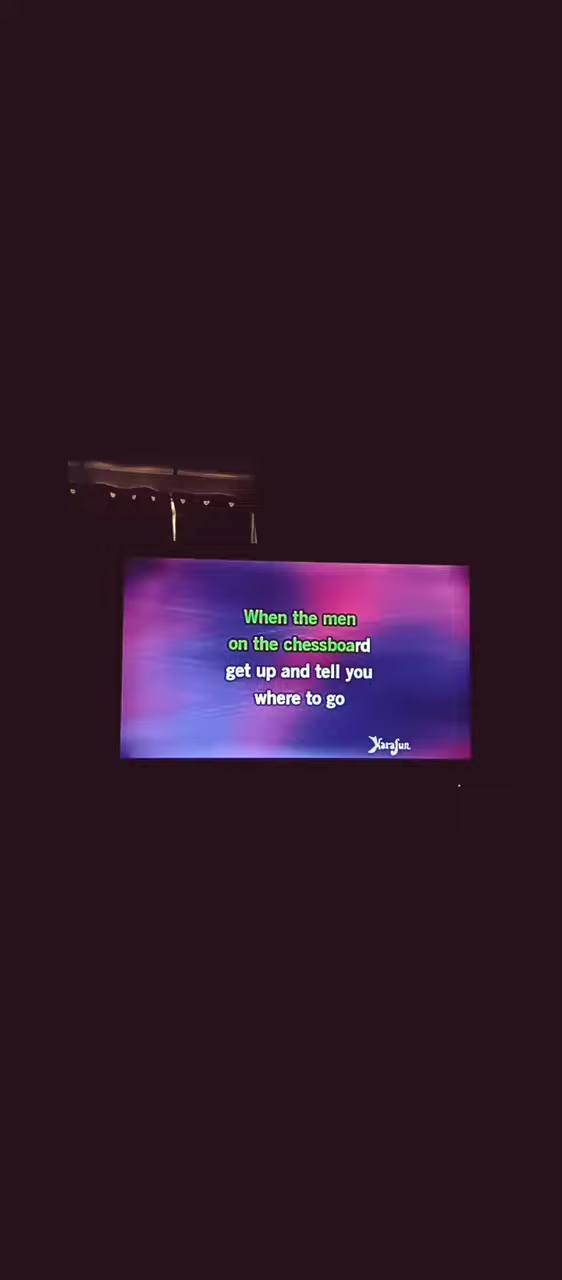 When the men
on the chessboard
get up and tell you
where to go
KaraFun